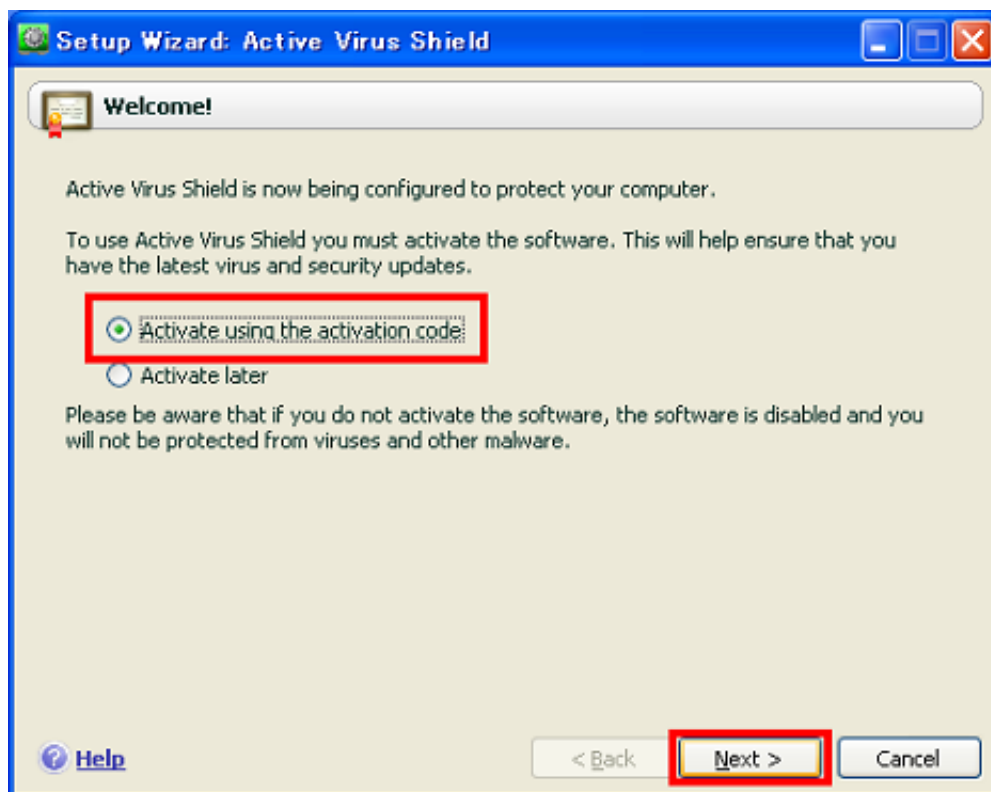 Setup Wizard: Active Virus Shield
Welcome!
Active Virus Shield is now being configured to protect your computer.
To use Active Virus Shield you must activate the software. This will help ensure that you
have the latest virus and security updates.
Activate using the activation code
Activate later
Please be aware that if you do not activate the software, the software is disabled and you
will not be protected from viruses and other malware.
Help
< Back
Next >
Cancel